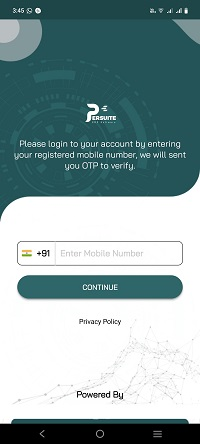 3:45
PERSUITE
Please login to your account by entering
your registered mobile number, we will sent
you OTP to verify.
+91 Enter Mobile Number
CONTINUE
Privacy Policy
Powered By